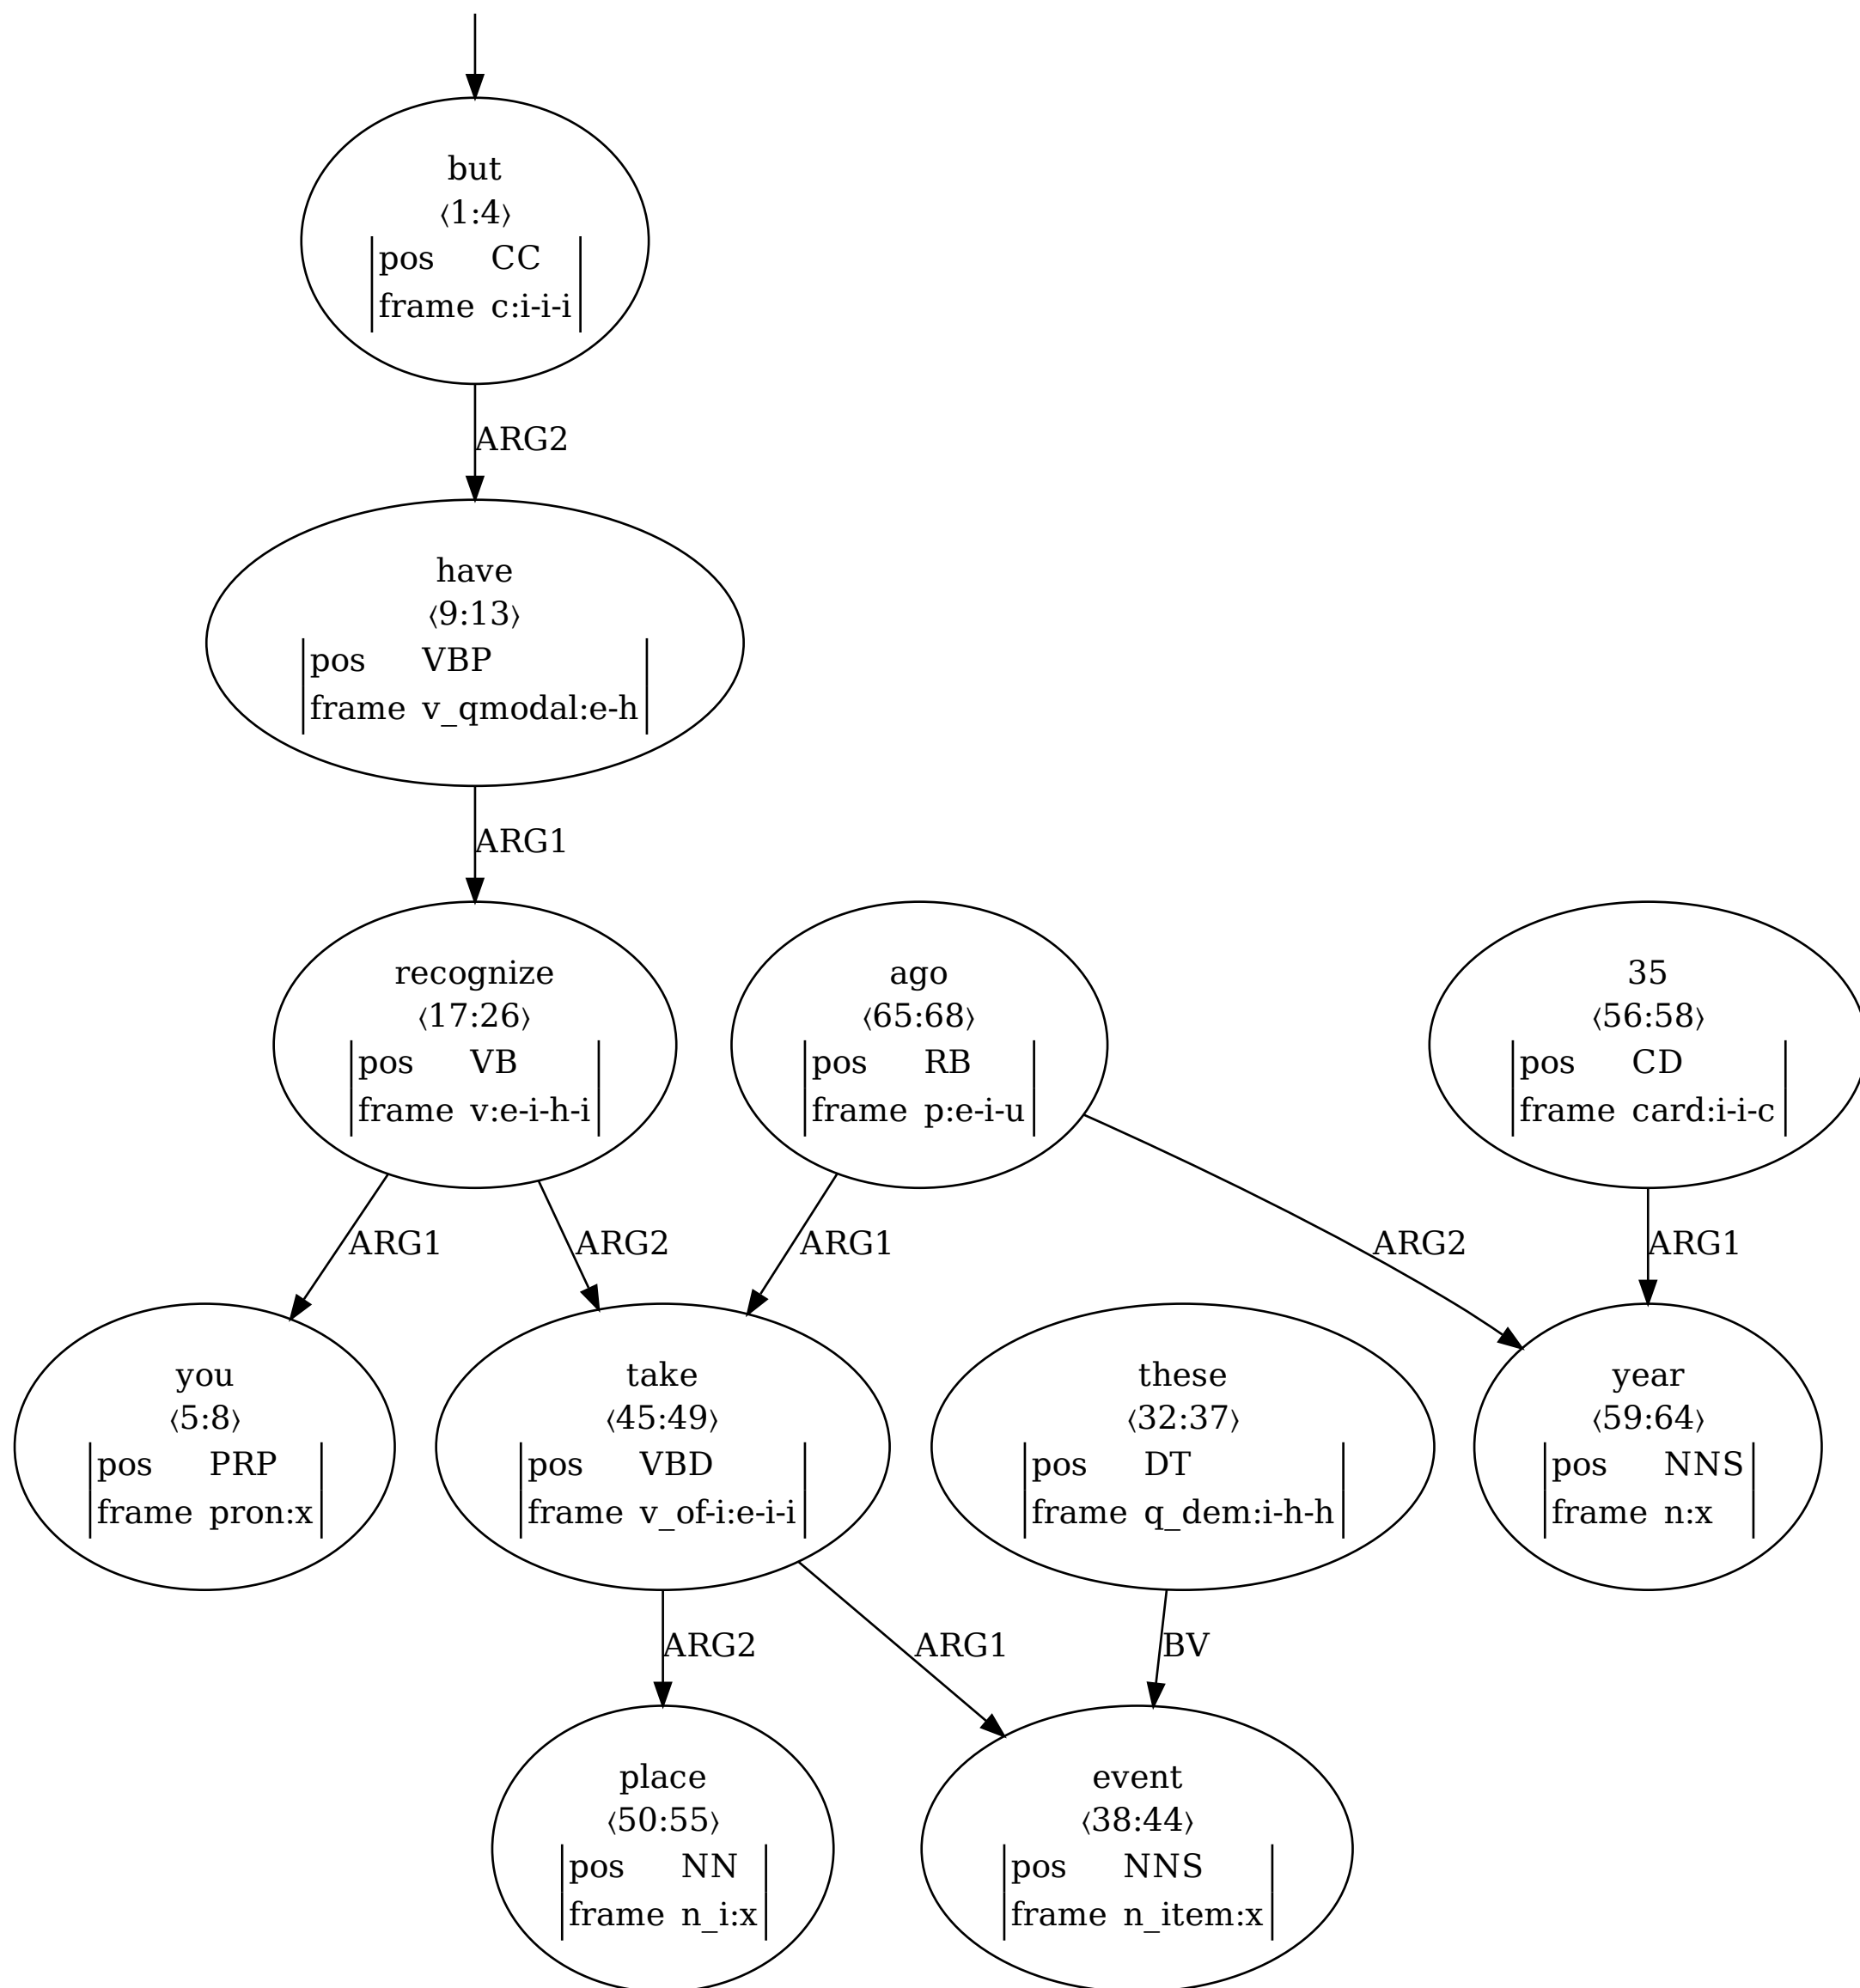 but
⟨1:4⟩
pos CC
frame c:i-i-i
ARG2
have
⟨9:13⟩
pos VBP
frame v_qmodal:e-h
ARG1
recognize
⟨17:26⟩
pos VB
frame v:e-i-h-i
ago
⟨65:68⟩
pos RB
frame p:e-i-u
35
⟨56:58⟩
pos CD
frame card:i-i-c
ARG1
ARG2
ARG1
ARG2
ARG1
you
⟨5:8⟩
pos PRP
frame pron:x
take
⟨45:49⟩
pos VBD
frame v_of-i:e-i-i
these
⟨32:37⟩
pos DT
frame q_dem:i-h-h
year
⟨59:64⟩
pos NNS
frame n:x
ARG2
ARG1
BV
place
⟨50:55⟩
pos NN
frame n_i:x
event
⟨38:44⟩
pos NNS
frame n_item:x